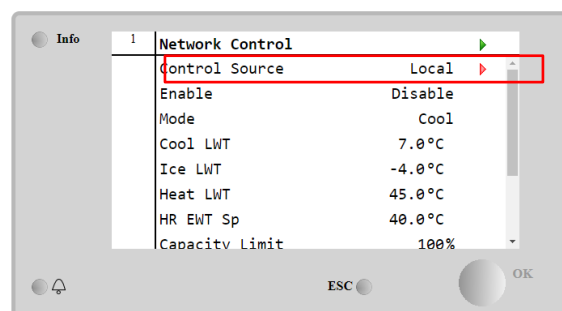 Info
1 Network Control
Control Source Local
Enable Disable
Mode Cool
Cool LWT 7.0°C
Ice LWT -4.0°C
Heat LWT 45.0°C
HR EWT Sp 40.0°C
Capacity Limit 100%
ESC
OK